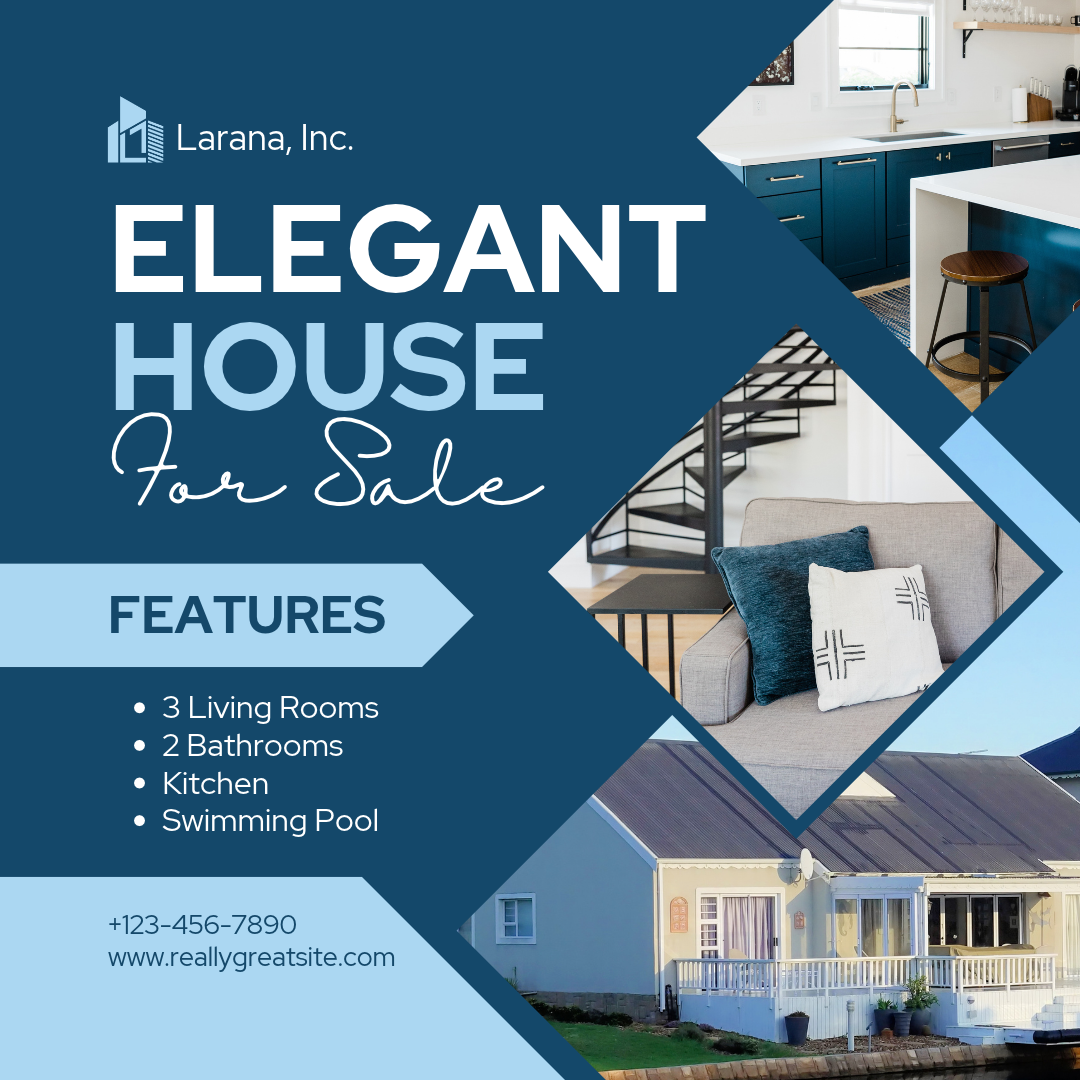 Larana, Inc.
ELEGANT
HOUSE
For Sale
FEATURES
• 3 Living Rooms
• 2 Bathrooms
• Kitchen
• Swimming Pool
+123-456-7890
www.reallygreatsite.com